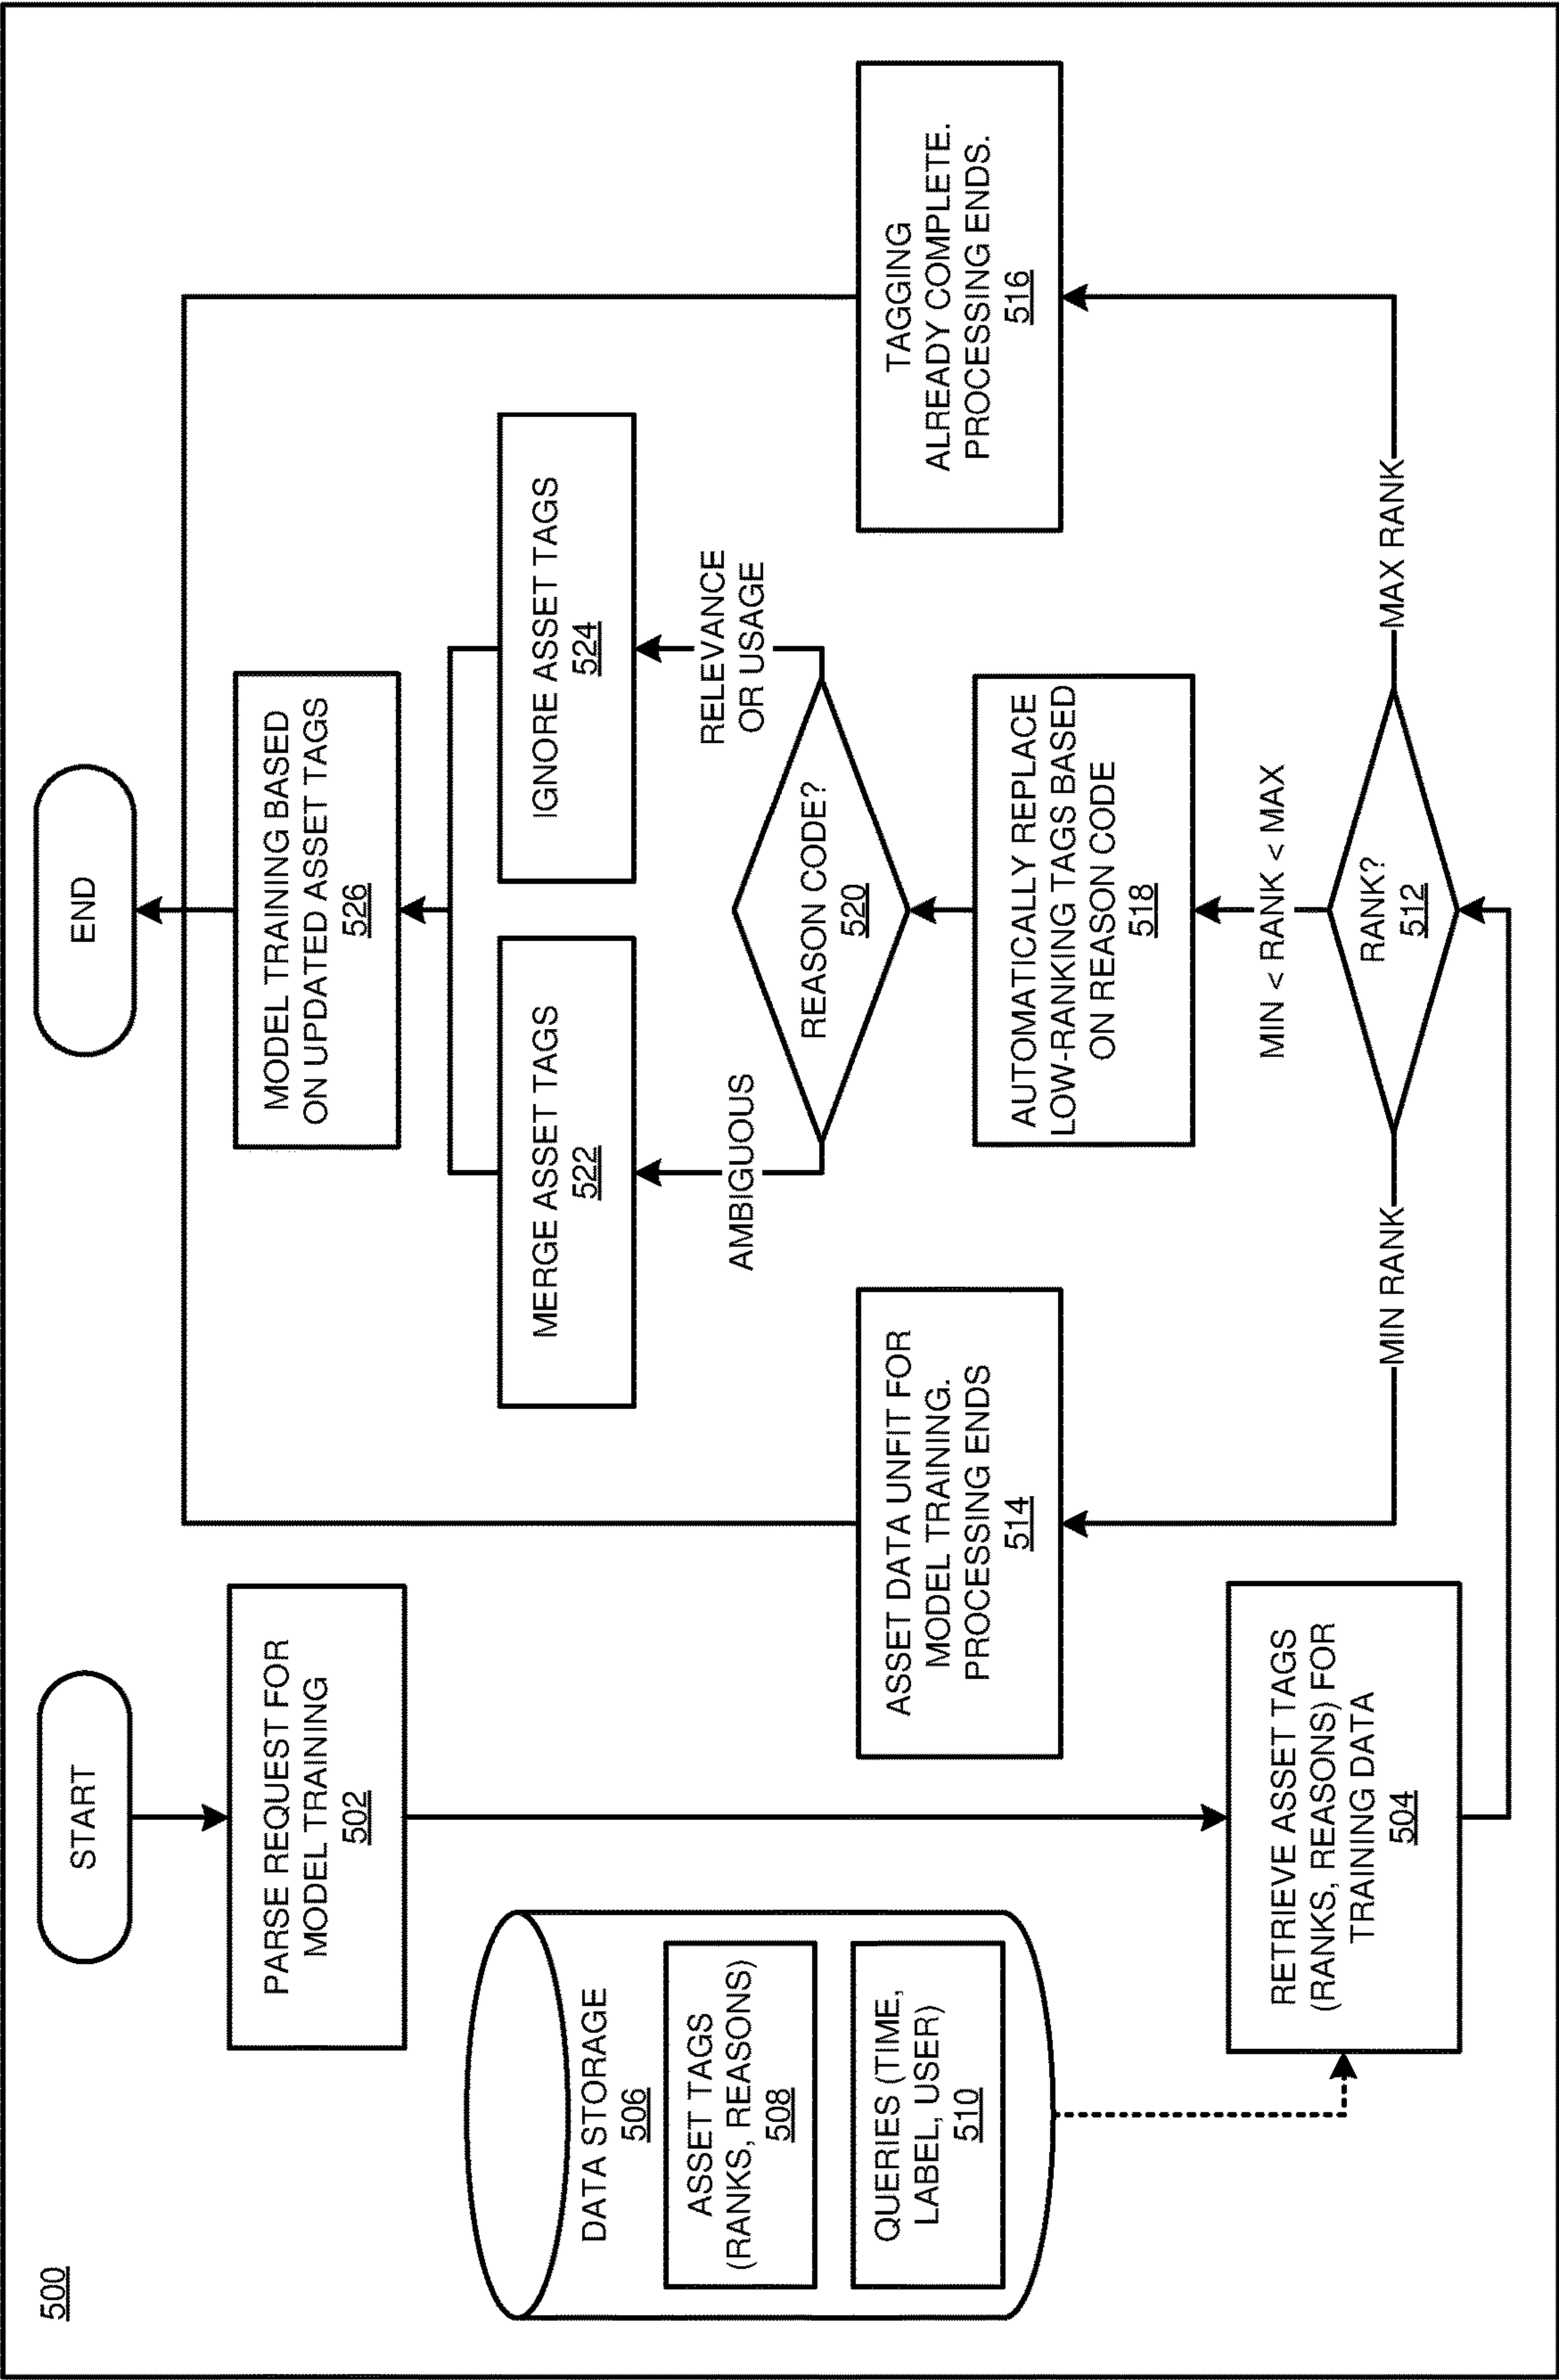 500
START
PARSE REQUEST FOR
MODEL TRAINING
502
DATA STORAGE
506
ASSET TAGS
(RANKS, REASONS)
508
QUERIES (TIME,
LABEL, USER)
510
RETRIEVE ASSET TAGS
(RANKS, REASONS) FOR
TRAINING DATA
504
RANK?
512
MIN RANK
MIN < RANK < MAX
MAX RANK
ASSET DATA UNFIT FOR
MODEL TRAINING.
PROCESSING ENDS
514
TAGGING
ALREADY COMPLETE.
PROCESSING ENDS.
516
AUTOMATICALLY REPLACE
LOW-RANKING TAGS BASED
ON REASON CODE
518
REASON CODE?
520
AMBIGUOUS
RELEVANCE
OR USAGE
MERGE ASSET TAGS
522
IGNORE ASSET TAGS
524
MODEL TRAINING BASED
ON UPDATED ASSET TAGS
526
END